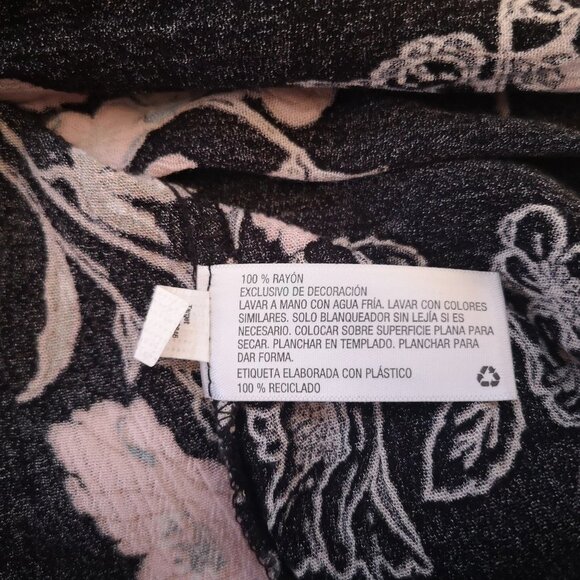 100 % RAYÓN
EXCLUSIVO DE DECORACIÓN
LAVAR A MANO CON AGUA FRÍA. LAVAR CON COLORES
SIMILARES. SOLO BLANQUEADOR SIN LEJÍA SI ES
NECESARIO. COLOCAR SOBRE SUPERFICIE PLANA PARA
SECAR. PLANCHAR EN TEMPLADO. PLANCHAR PARA
DAR FORMA.
ETIQUETA ELABORADA CON PLÁSTICO
100 % RECICLADO